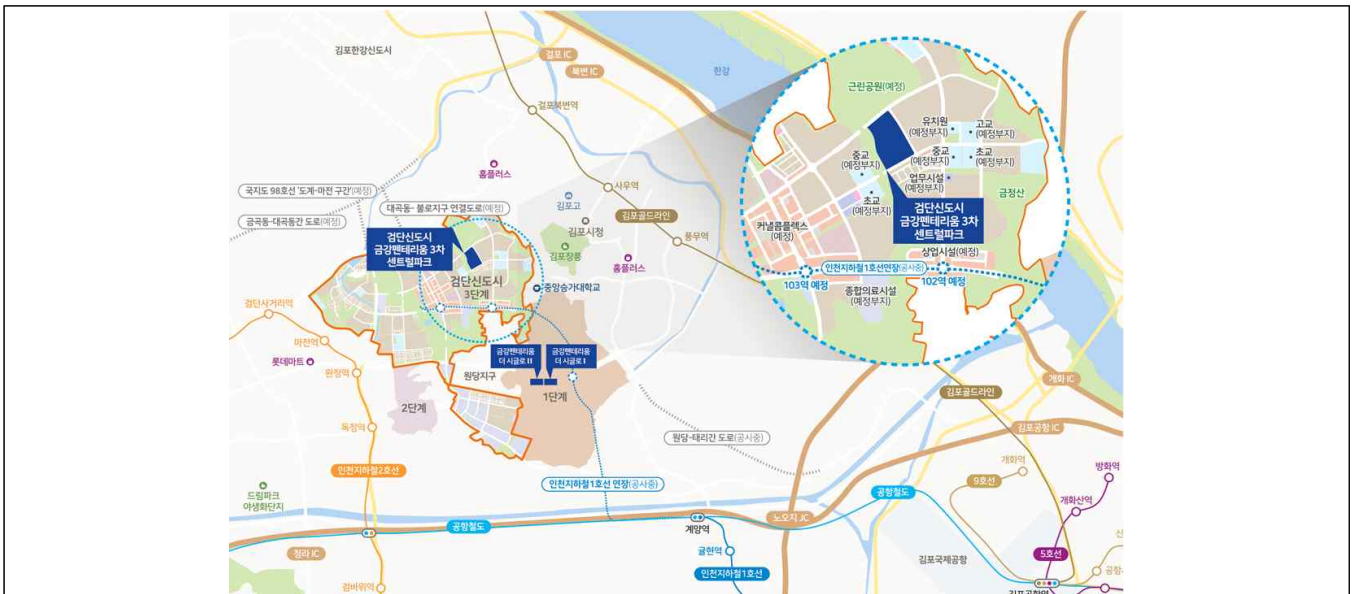 김포한강신도시
걸포 IC
북변 IC
한강
걸포북변역
홈플러스
사우역
국지도 98호선 '도계-마전 구간'(예정)
금곡동-대곡동간 도로(예정)
대곡동- 불로지구 연결도로(예정)
김포고
김포시청
김포골드라인
김포장릉
풍무역
홈플러스
검단신도시
금강펜테리움 3차
센트럴파크
검단신도시
3단계
중앙승가대학교
근린공원(예정)
유치원
(예정부지)
고교
(예정부지)
중교
(예정부지)
중교
(예정부지)
초교
(예정부지)
업무시설
(예정부지)
금정산
초교
(예정부지)
검단신도시
금강펜테리움 3차
센트럴파크
커낼콤플렉스
(예정)
상업시설(예정)
인천지하철1호선연장(공사중)
103역 예정
102역 예정
종합의료시설
(예정부지)
검단사거리역
마전역
롯데마트
완정역
금강펜테리움
더 시글로 II
금강펜테리움
더 시글로 I
원당지구
1단계
2단계
독정역
김포골드라인
개화 IC
김포공항 IC
원당-태리간 도로(공사중)
인천지하철2호선
드림파크
야생화단지
인천지하철1호선 연장(공사중)
개화역
방화역
9호선
개화산역
공항철도
공항철도
노오지 JC
계양역
청라 IC
귤현역
김포국제공항
5호선
인천지하철1호선
검바위역